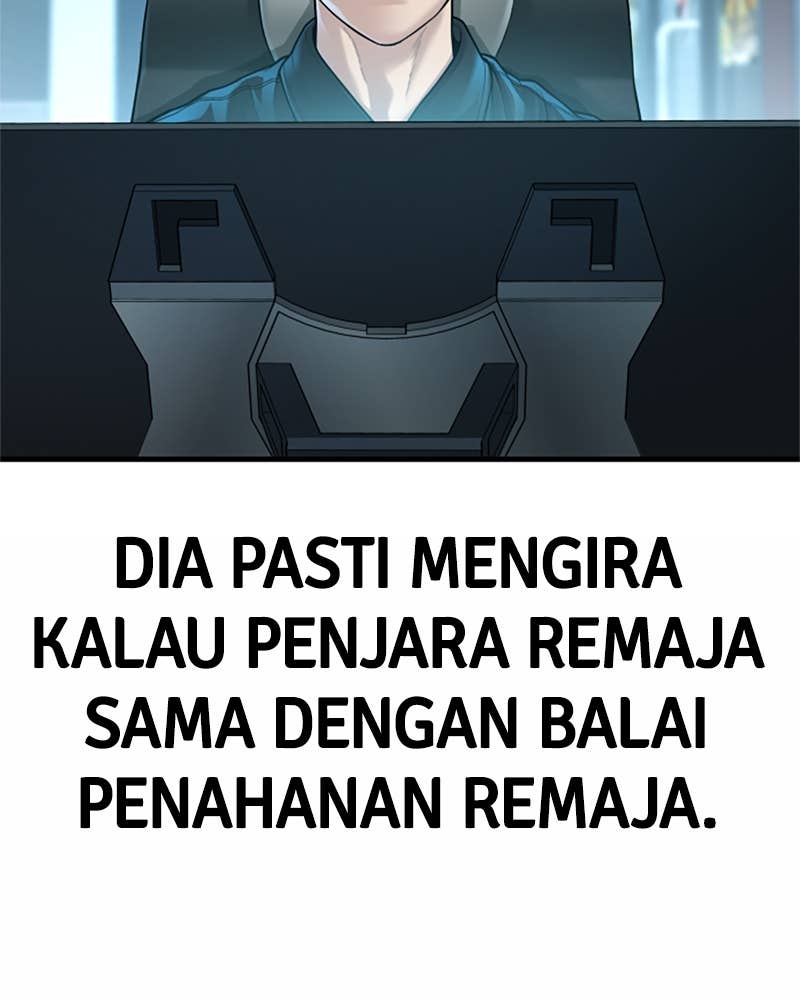 DIA PASTI MENGIRA
KALAU PENJARA REMAJA
SAMA DENGAN BALAI
PENAHANAN REMAJA.